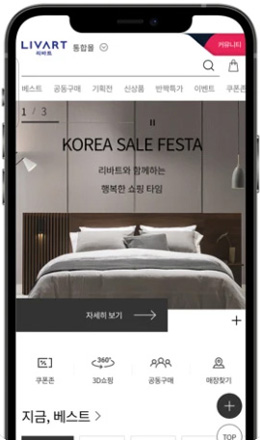 LIVART
리바트
통합몰
커뮤니티
베스트 공동구매 기획전 신상품 반짝특가 이벤트 쿠폰존
1 / 3
KOREA SALE FESTA
리바트와 함께하는
행복한 쇼핑 타임
자세히 보기
쿠폰존 3D쇼핑 공동구매 매장찾기
360°
지금, 베스트
TOP